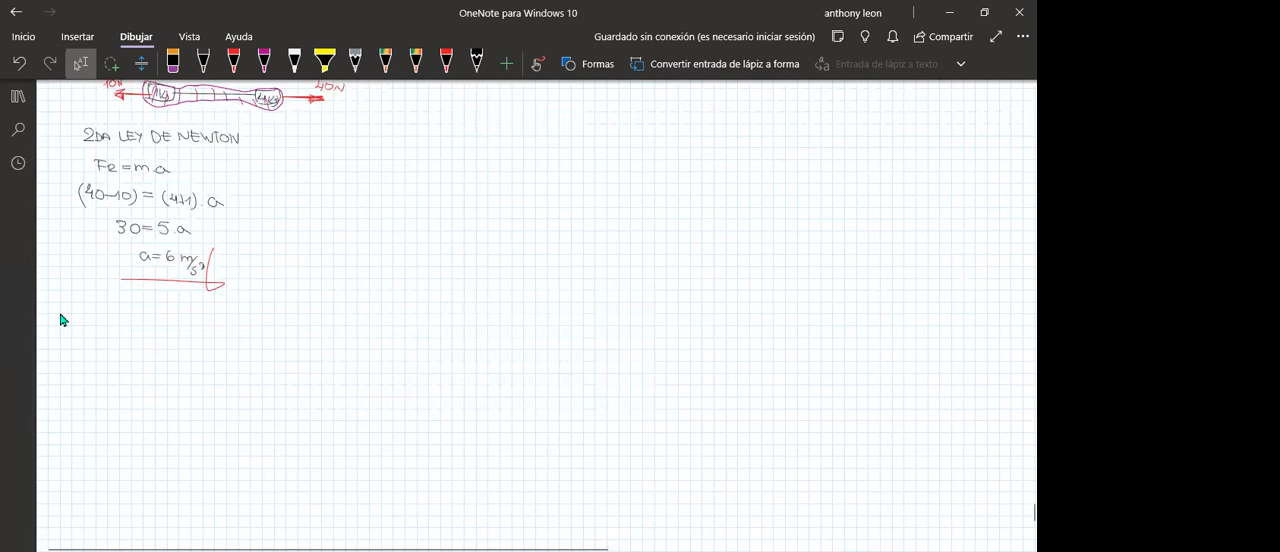 OneNote para Windows 10
anthony leon
Inicio
Insertar
Dibujar
Vista
Ayuda
Guardado sin conexión (es necesario iniciar sesión)
Compartir
Formas
Convertir entrada de lápiz a forma
Entrada de lápiz a texto
10N
40N
1kg
4kg
2DA LEY DE NEWTON
Fe=m.a
(40-10) = (4+1).a
30=5.a
a=6 m/s²